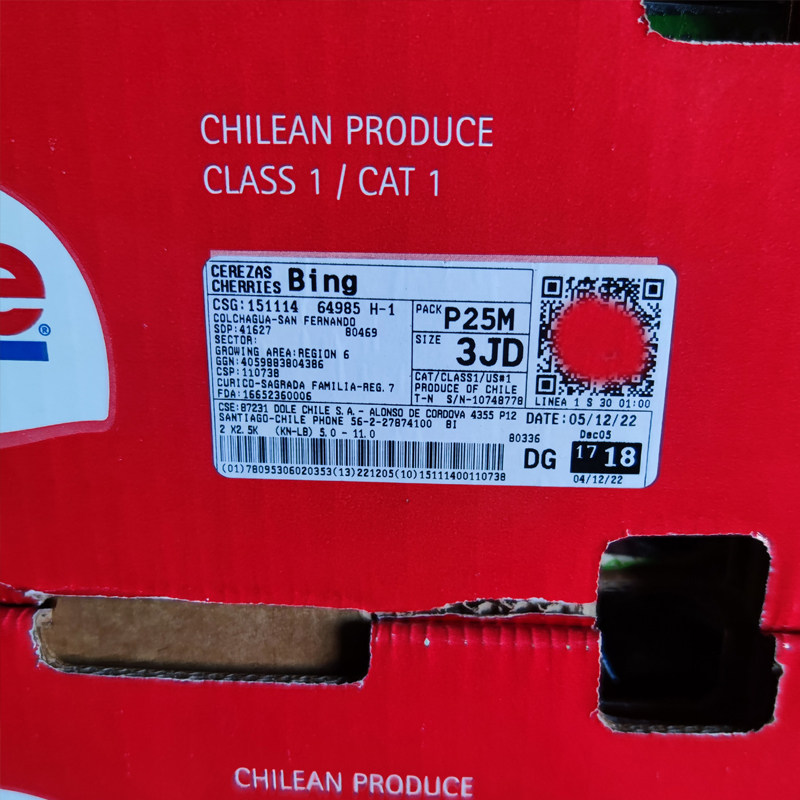 CHILEAN PRODUCE
CLASS 1 / CAT 1
e®
CEREZAS
CHERRIES Bing
CSG:151114 64985 H-1
COLCHAGUA-SAN FERNANDO
SDP:41627 80469
SECTOR:
GROWING AREA:REGION 6
GGN:4059883804386
CSP:110738
CURICO-SAGRADA FAMILIA-REG.7
FDA:16652360006
PACK P25M
SIZE 3JD
CAT/CLASS1/US#1
PRODUCE OF CHILE
T-N S/N-10748778
LINEA 1 S 30 01:00
CSE:87231 DOLE CHILE S.A.- ALONSO DE CORDOVA 4355 P12
SANTIAGO-CHILE PHONE 56-2-27874100 BI
DATE:05/12/22
2 X2.5K (KN-LB) 5.0 - 11.0
80336
Dec05
DG 17 18
04/12/22
(01)78095306020353(13)221205(10)15111400110738
CHILEAN PRODUCE